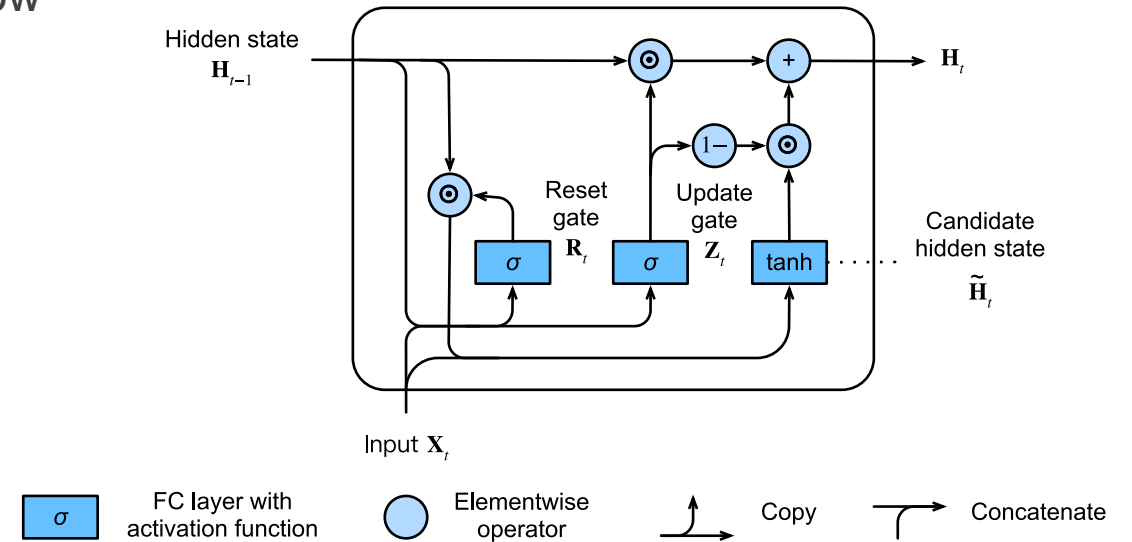 Hidden state
H_{t−1}
H_t
+
1−
Reset
gate
R_t
Update
gate
Z_t
σ
σ
tanh
Candidate
hidden state
H̃_t
Input X_t
σ
FC layer with
activation function
Elementwise
operator
Copy
Concatenate